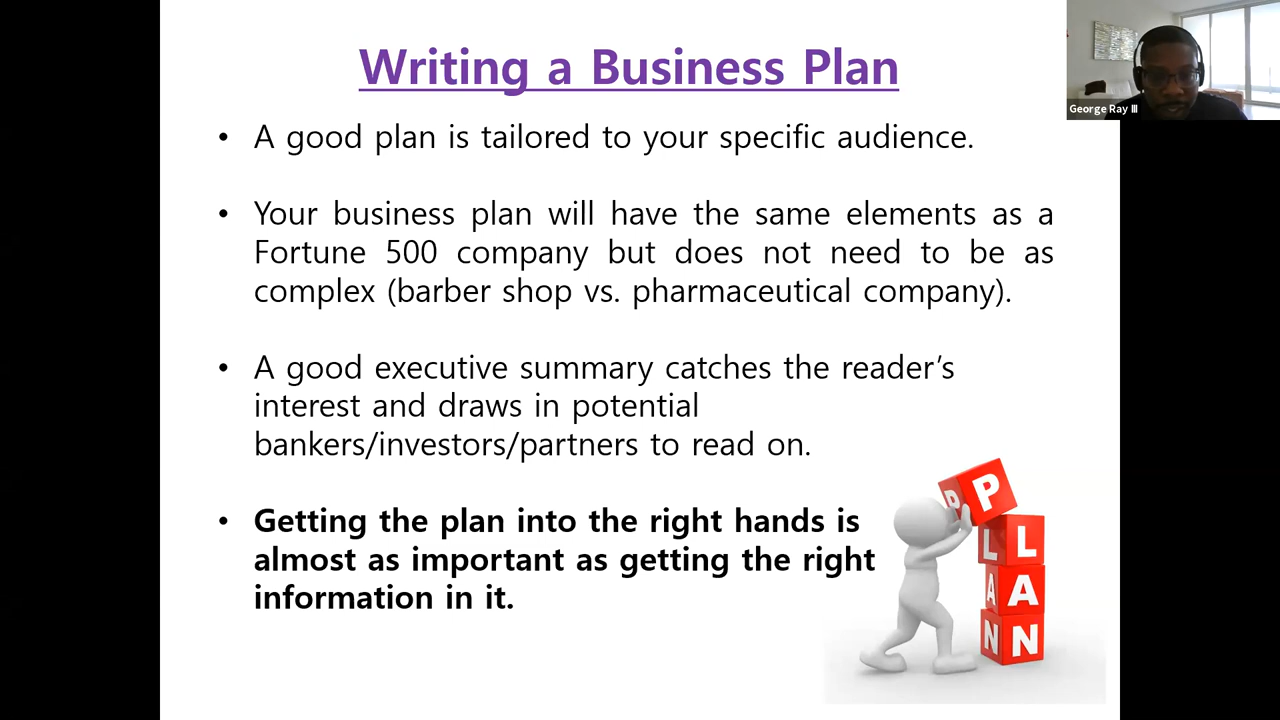 Writing a Business Plan
George Ray III
• A good plan is tailored to your specific audience.
• Your business plan will have the same elements as a
Fortune 500 company but does not need to be as
complex (barber shop vs. pharmaceutical company).
• A good executive summary catches the reader’s
interest and draws in potential
bankers/investors/partners to read on.
• Getting the plan into the right hands is
almost as important as getting the right
information in it.
P P
L L
A A
N N